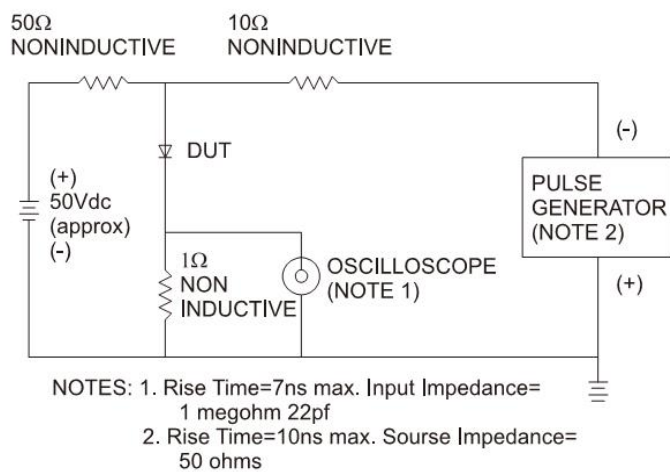 50Ω
NONINDUCTIVE
10Ω
NONINDUCTIVE
DUT
(+)
50Vdc
(approx)
(-)
1Ω
NON
INDUCTIVE
OSCILLOSCOPE
(NOTE 1)
(-)
PULSE
GENERATOR
(NOTE 2)
(+)
NOTES: 1. Rise Time=7ns max. Input Impedance=
1 megohm 22pf
2. Rise Time=10ns max. Sourse Impedance=
50 ohms